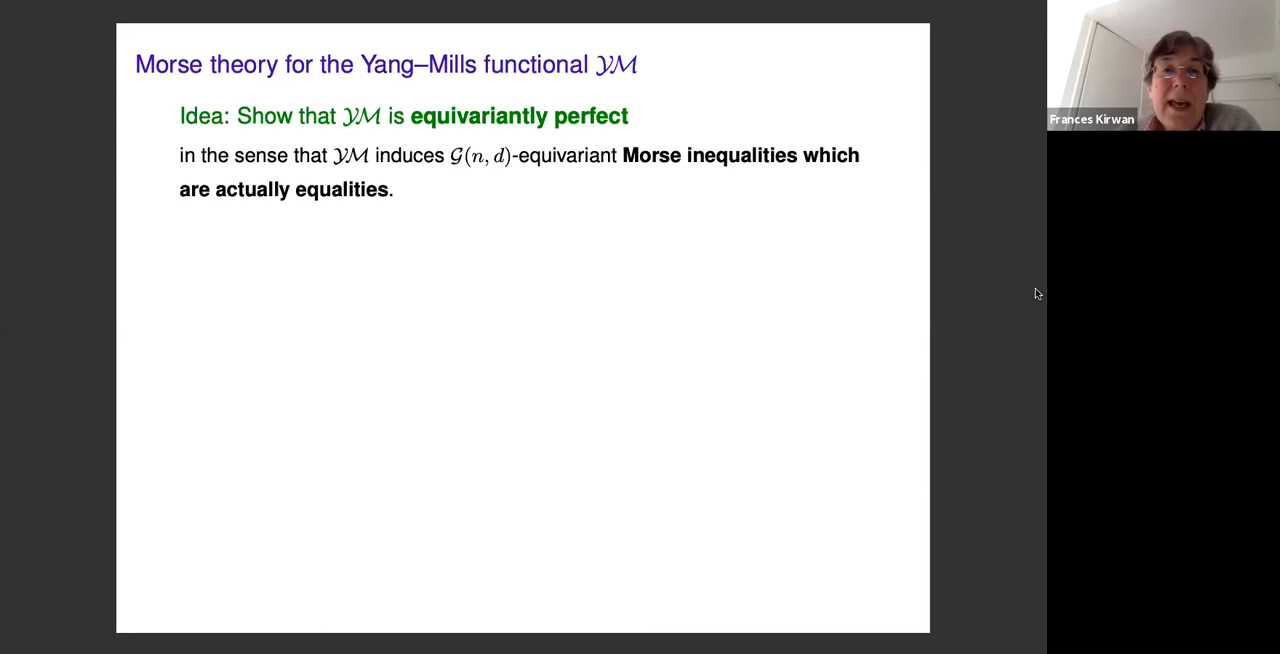 Morse theory for the Yang–Mills functional 𝒴ℳ
Idea: Show that 𝒴ℳ is equivariantly perfect
in the sense that 𝒴ℳ induces 𝒢(n, d)-equivariant Morse inequalities which
are actually equalities.
Frances Kirwan